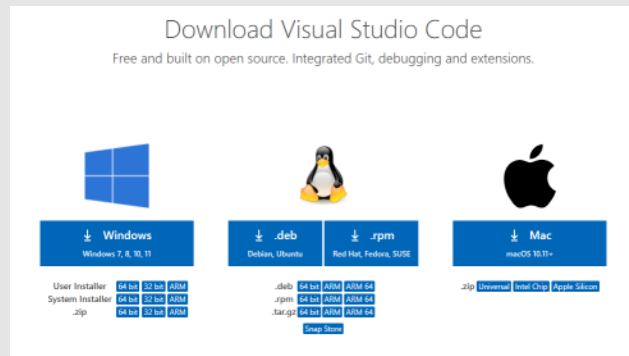 Download Visual Studio Code
Free and built on open source. Integrated Git, debugging and extensions.
Windows
Windows 7, 8, 10, 11
User Installer 64 bit 32 bit ARM
System Installer 64 bit 32 bit ARM
.zip 64 bit 32 bit ARM
.deb
Debian, Ubuntu
.rpm
Red Hat, Fedora, SUSE
.deb 64 bit ARM ARM 64
.rpm 64 bit ARM ARM 64
.tar.gz 64 bit ARM ARM 64
Snap Store
Mac
macOS 10.11+
.zip Universal Intel Chip Apple Silicon